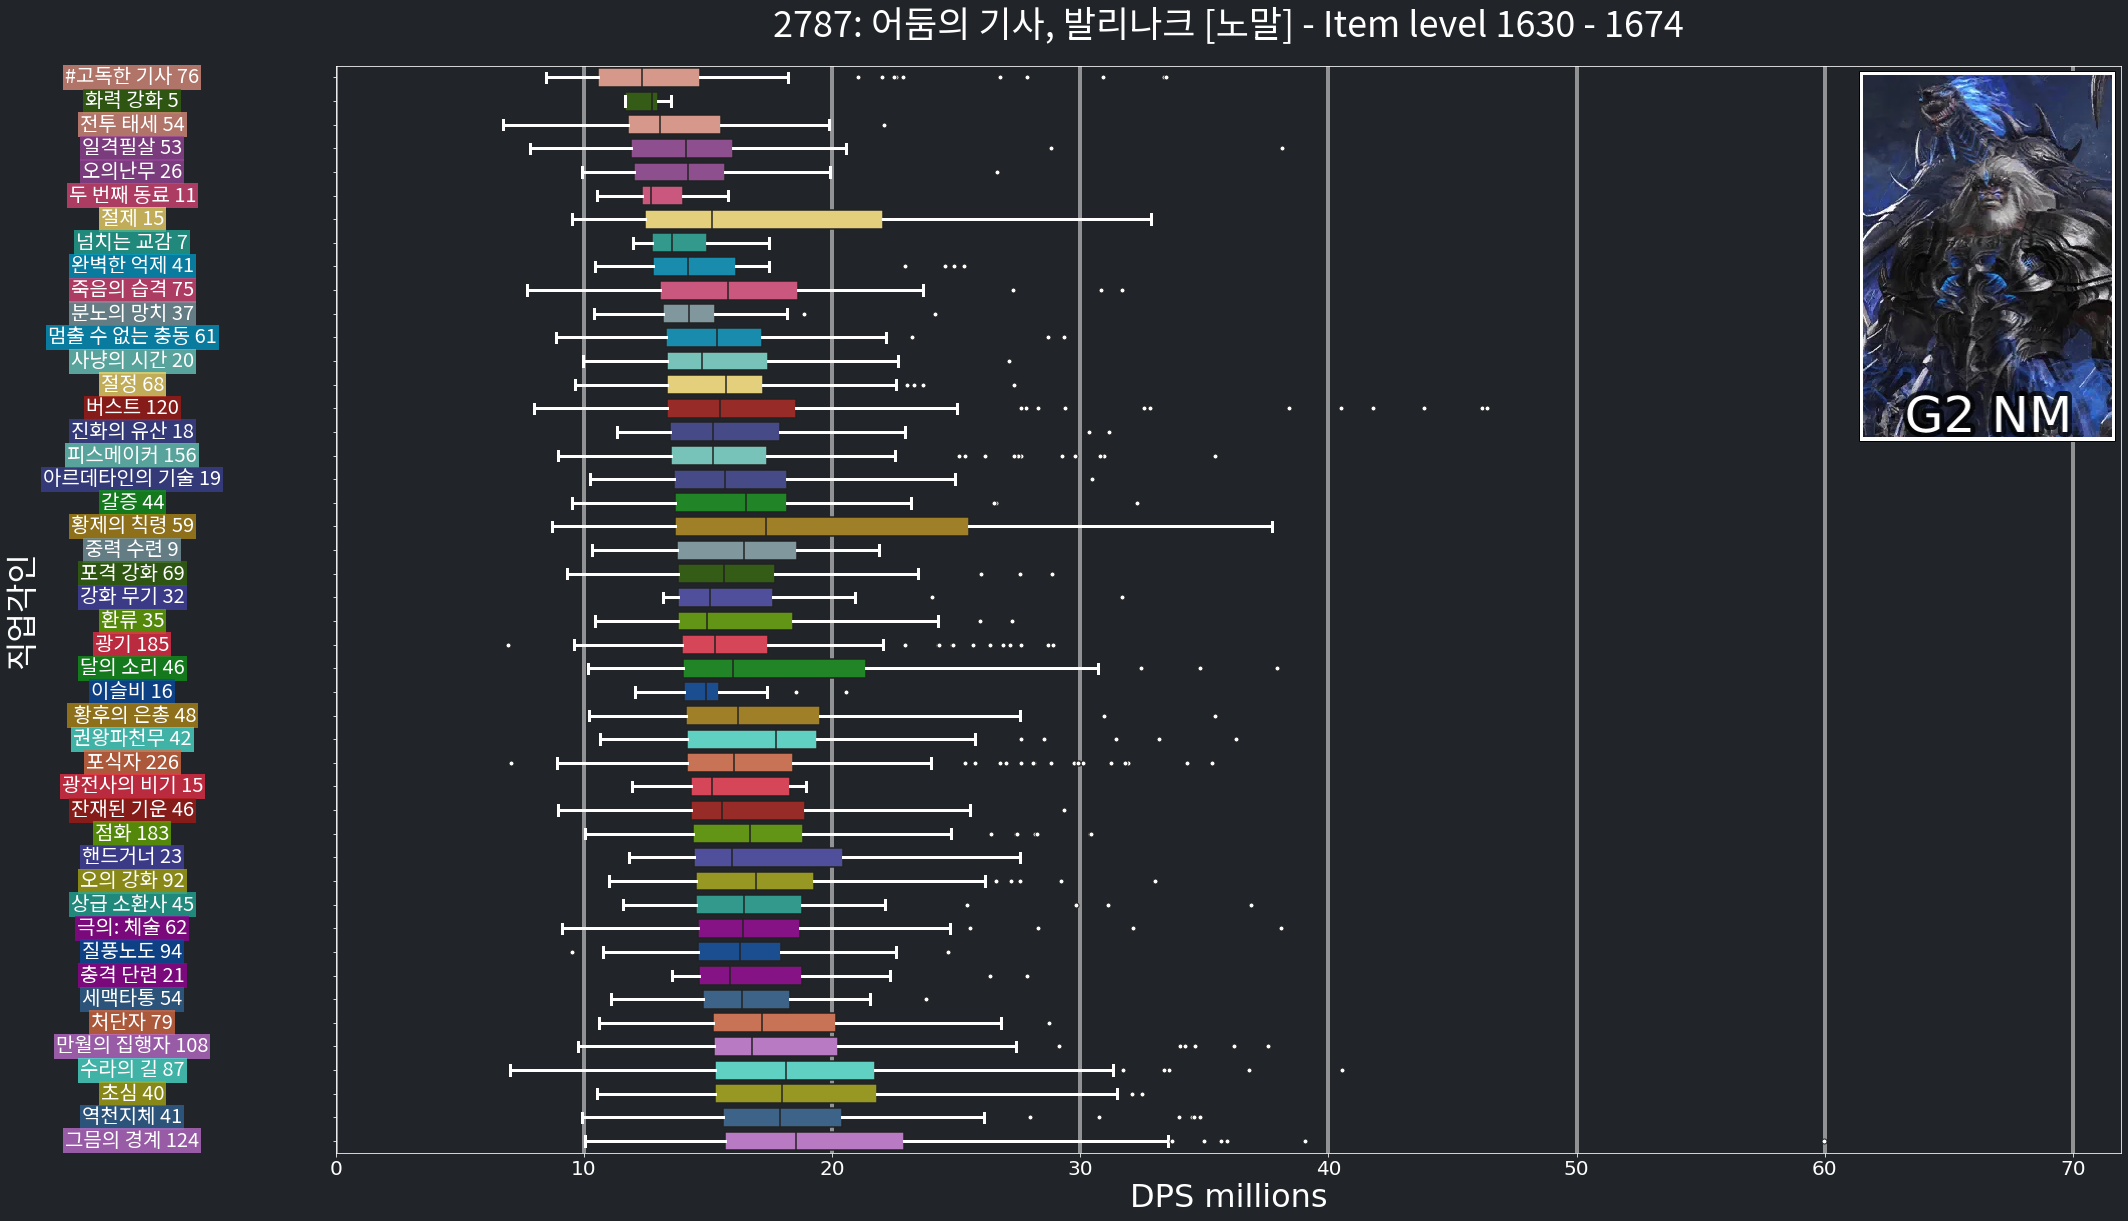 2787: 어둠의 기사, 발리나크 [노말] - Item level 1630 - 1674
직업각인
#고독한 기사 76
화력 강화 5
전투 태세 54
일격필살 53
오의난무 26
두 번째 동료 11
절제 15
넘치는 교감 7
완벽한 억제 41
죽음의 습격 75
분노의 망치 37
멈출 수 없는 충동 61
사냥의 시간 20
절정 68
버스트 120
진화의 유산 18
피스메이커 156
아르데타인의 기술 19
갈증 44
황제의 칙령 59
중력 수련 9
포격 강화 69
강화 무기 32
환류 35
광기 185
달의 소리 46
이슬비 16
황후의 은총 48
권왕파천무 42
포식자 226
광전사의 비기 15
잔재된 기운 46
점화 183
핸드거너 23
오의 강화 92
상급 소환사 45
극의: 체술 62
질풍노도 94
충격 단련 21
세맥타통 54
처단자 79
만월의 집행자 108
수라의 길 87
초심 40
역천지체 41
그믐의 경계 124
G2 NM
0 10 20 30 40 50 60 70
DPS millions